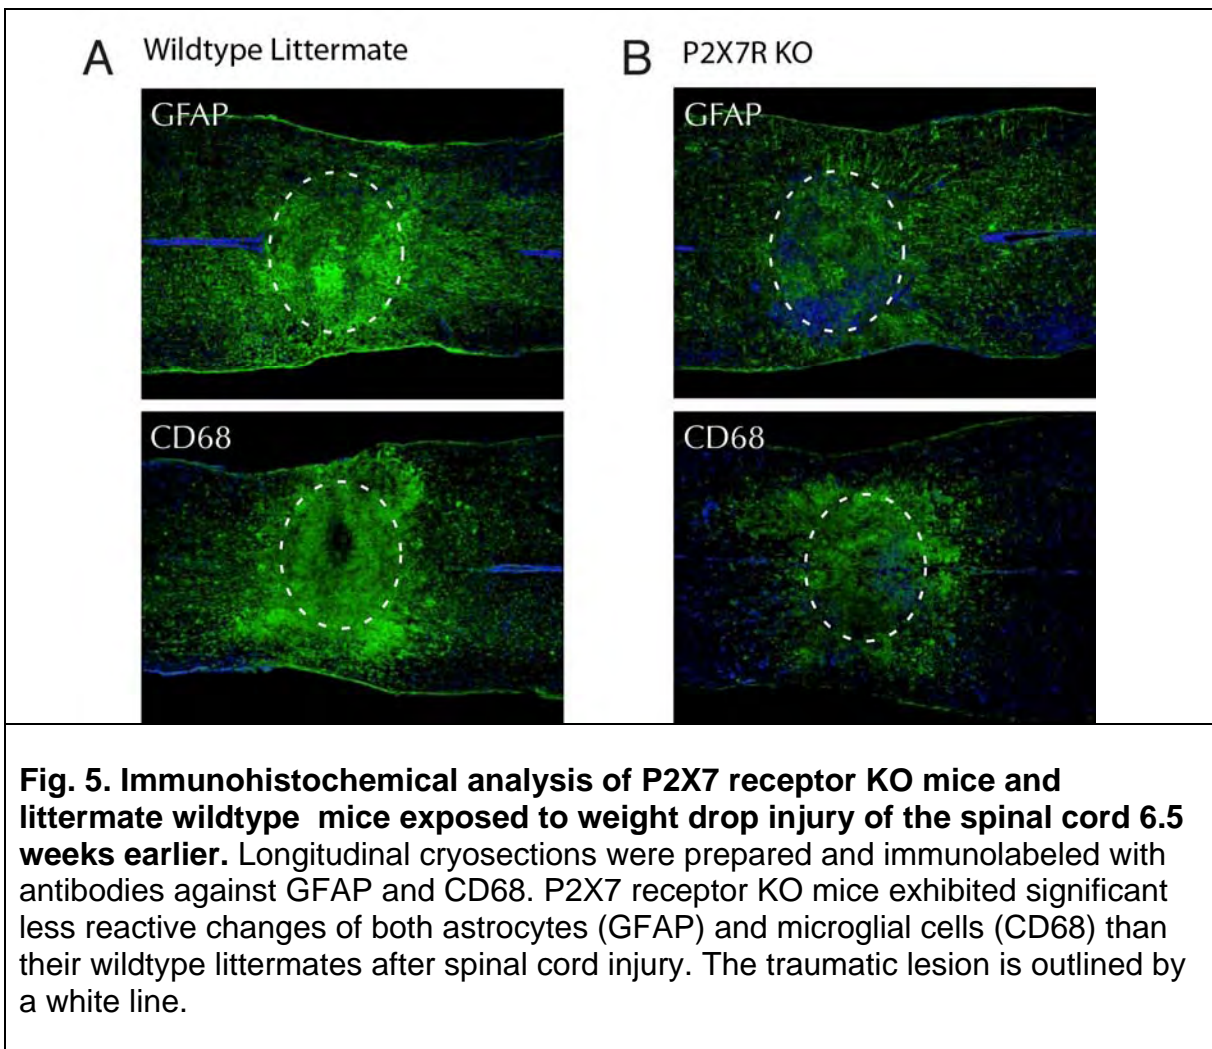 A Wildtype Littermate
B P2X7R KO
GFAP
GFAP
CD68
CD68
Fig. 5. Immunohistochemical analysis of P2X7 receptor KO mice and
littermate wildtype  mice exposed to weight drop injury of the spinal cord 6.5
weeks earlier. Longitudinal cryosections were prepared and immunolabeled with
antibodies against GFAP and CD68. P2X7 receptor KO mice exhibited significant
less reactive changes of both astrocytes (GFAP) and microglial cells (CD68) than
their wildtype littermates after spinal cord injury. The traumatic lesion is outlined by
a white line.